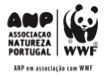 ANP
ASSOCIAÇÃO
NATUREZA
PORTUGAL
WWF
ANP em associação com WWF